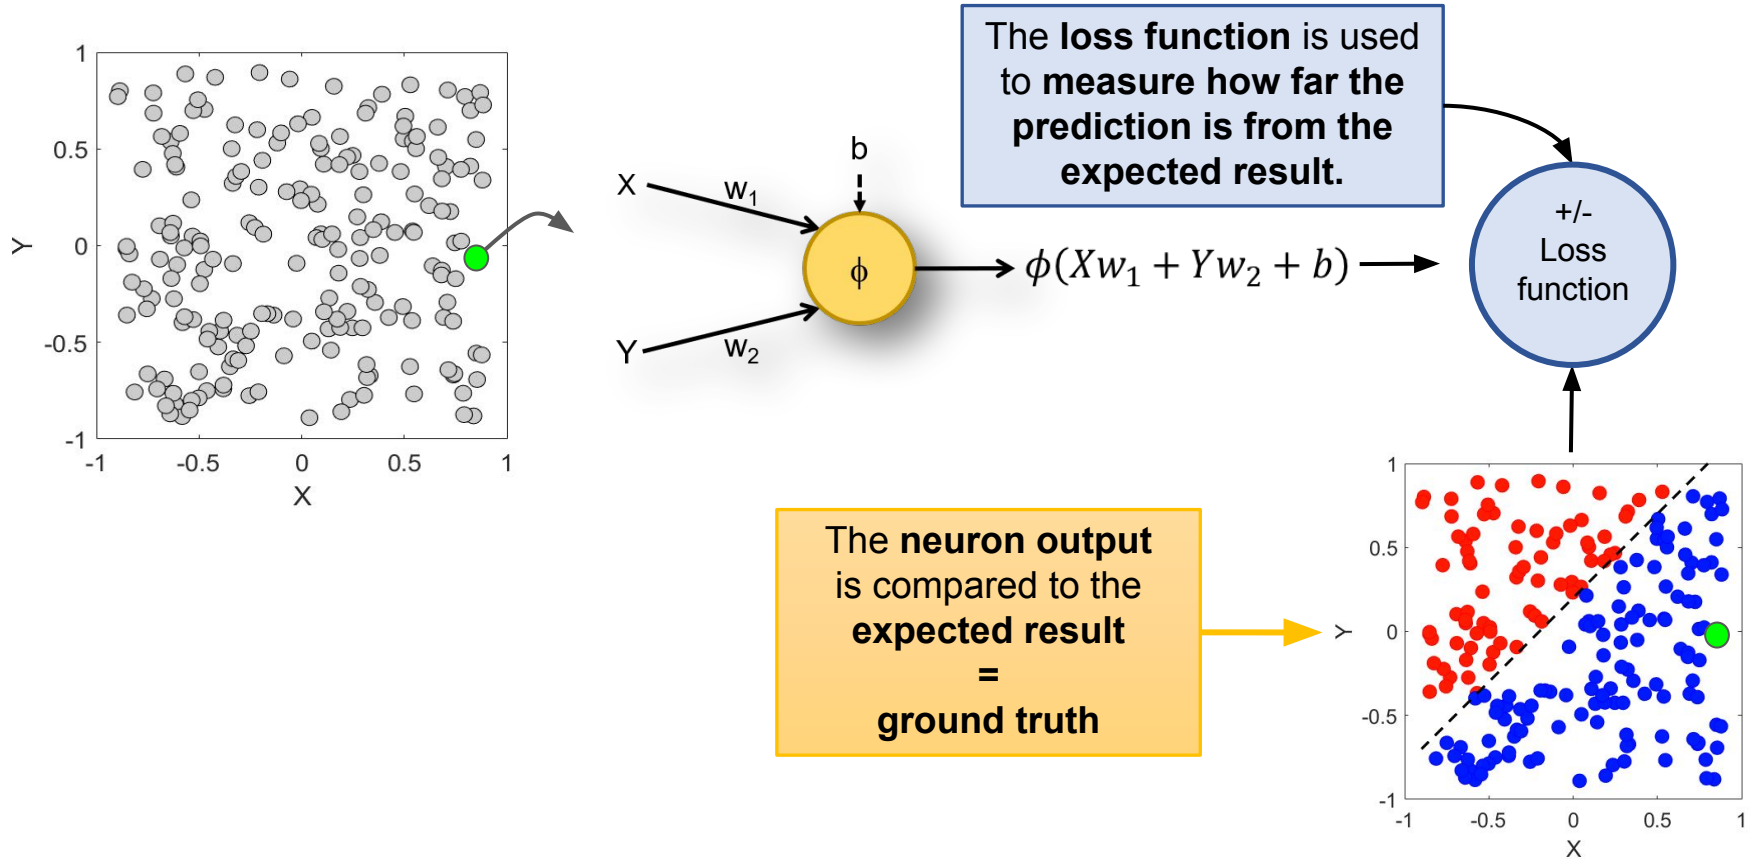 The loss function is used
to measure how far the
prediction is from the
expected result.
1
0.5
0
-0.5
-1
Y
-1
-0.5
0
0.5
1
X
b
X
w1
ϕ
Y
w2
ϕ(Xw1 + Yw2 + b)
+/-
Loss
function
The neuron output
is compared to the
expected result
=
ground truth
1
0.5
0
-0.5
-1
Y
-1
-0.5
0
0.5
1
X